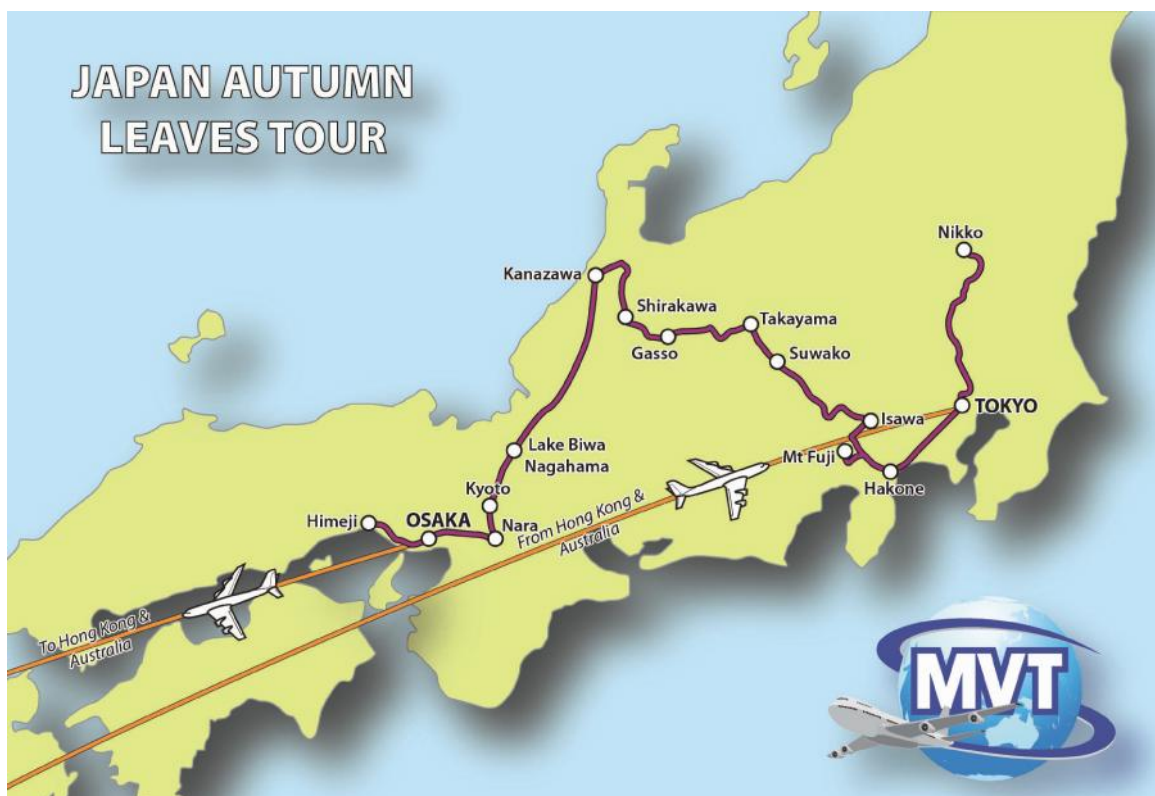 JAPAN AUTUMN
LEAVES TOUR
Nikko
Kanazawa
Shirakawa
Takayama
Gasso
Suwako
TOKYO
Isawa
Lake Biwa
Nagahama
Mt Fuji
Hakone
Kyoto
Himeji
OSAKA
Nara
From Hong Kong &
Australia
To Hong Kong &
Australia
MVT